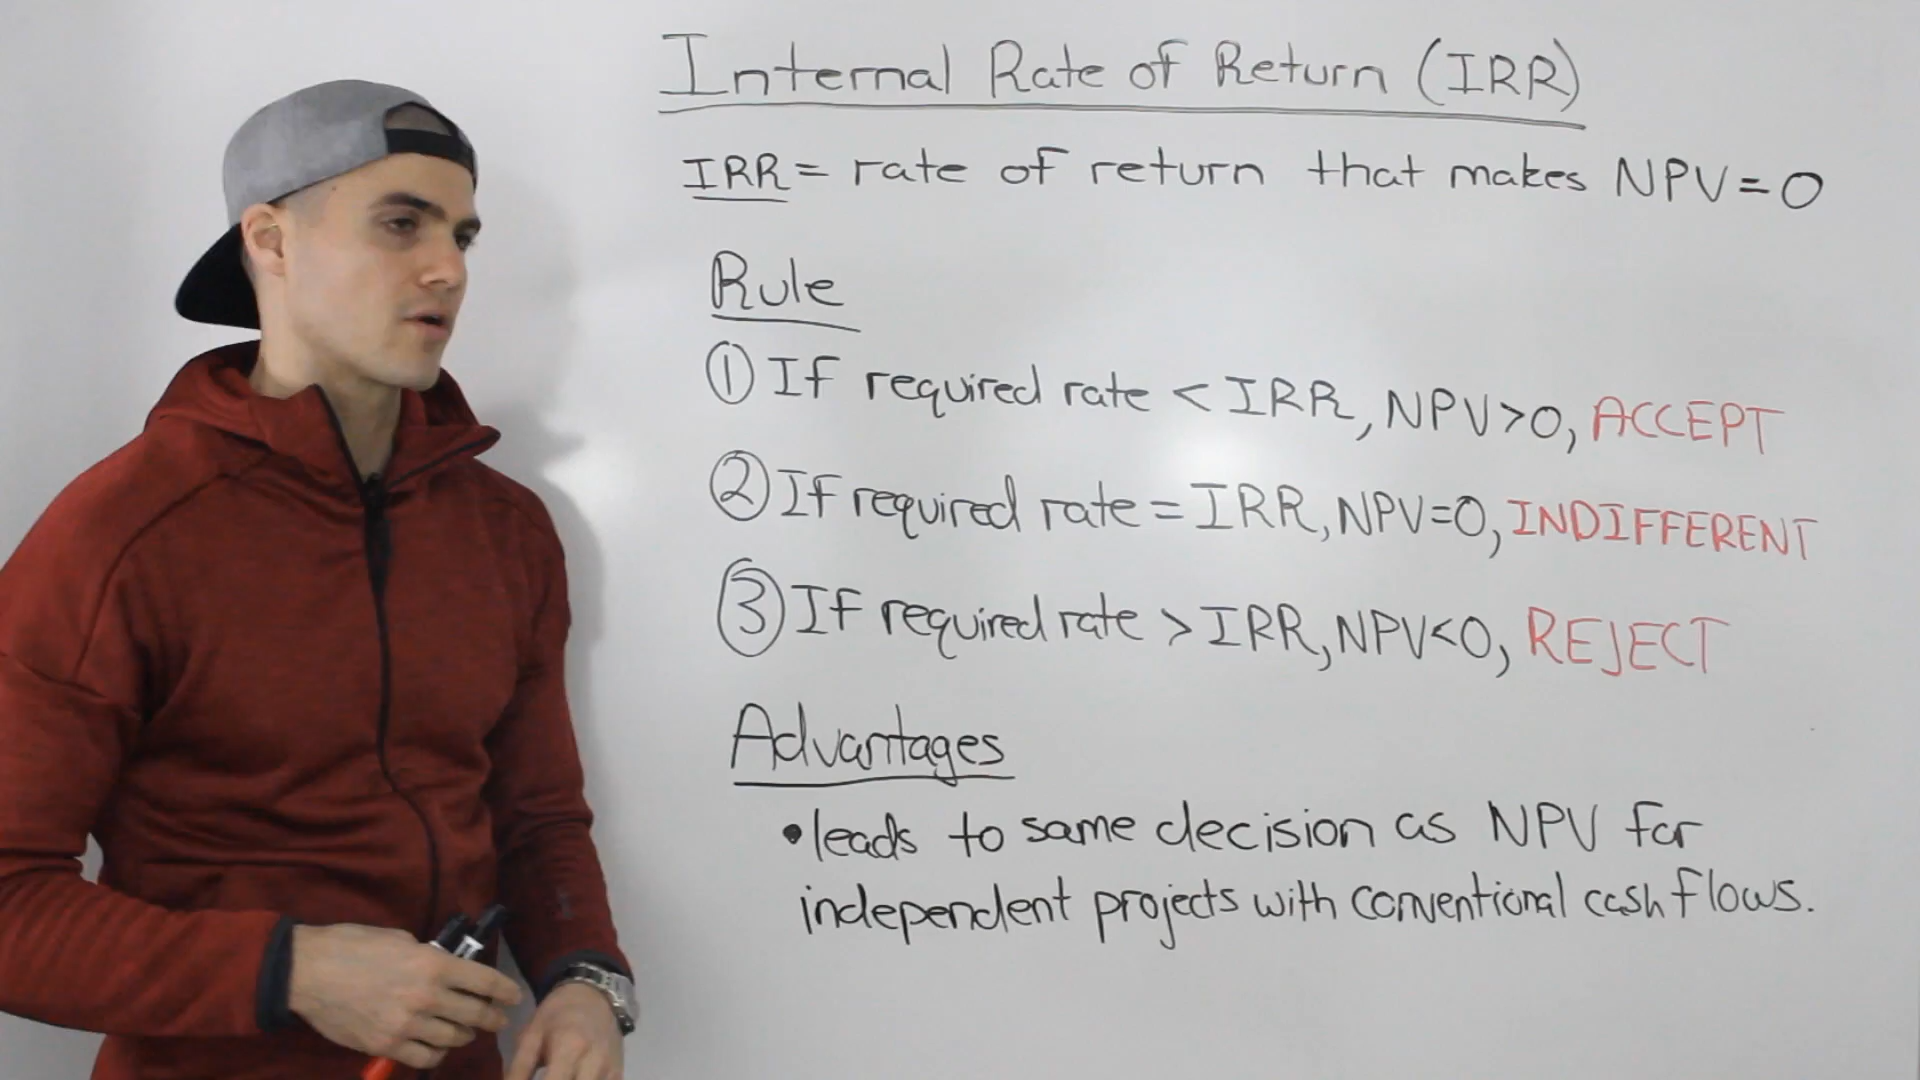 Internal Rate of Return (IRR)
IRR = rate of return that makes NPV=0
Rule
① If required rate < IRR, NPV>0, ACCEPT
② If required rate = IRR, NPV=0, INDIFFERENT
③ If required rate > IRR, NPV<0, REJECT
Advantages
• leads to same decision as NPV for
independent projects with conventional cash flows.